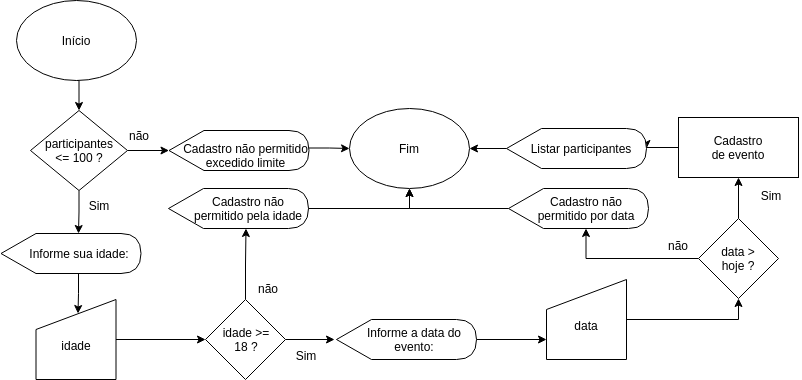 Início
participantes
<= 100 ?
não
Cadastro não permitido
excedido limite
Fim
Listar participantes
Cadastro
de evento
Sim
Cadastro não
permitido pela idade
Cadastro não
permitido por data
Sim
Informe sua idade:
não
data >
hoje ?
não
idade
idade >=
18 ?
Sim
Informe a data do
evento:
data